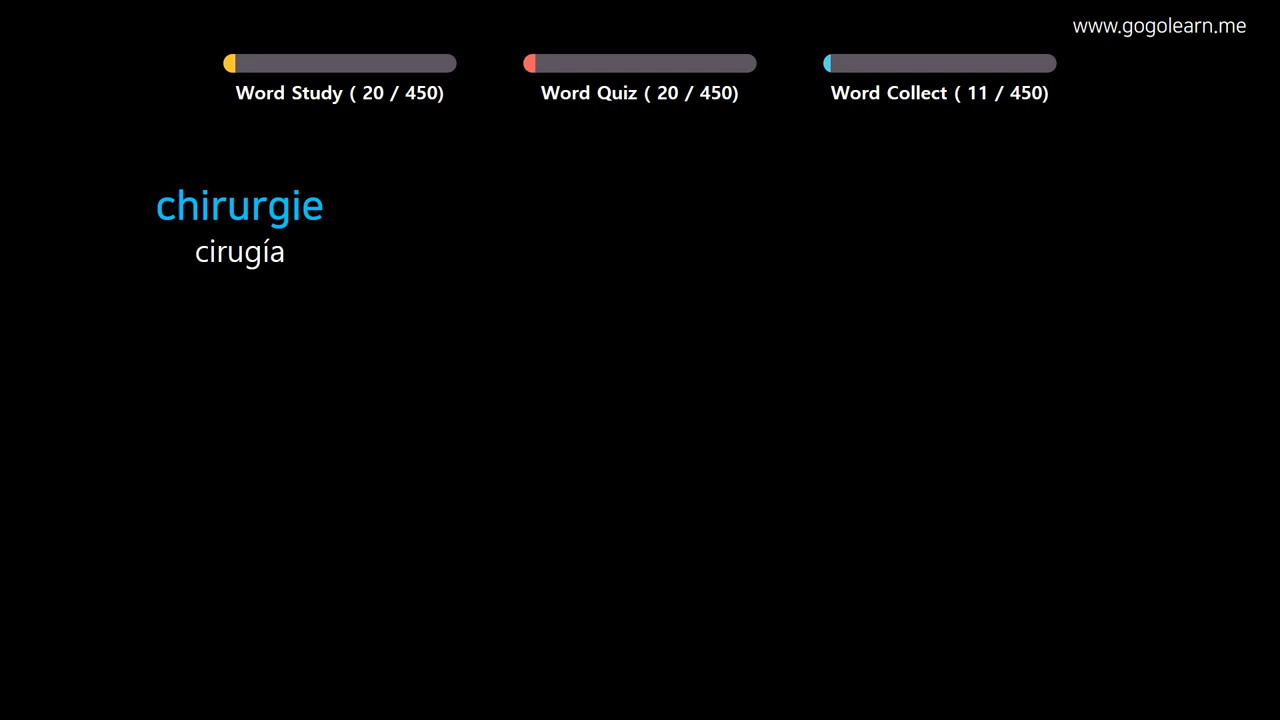 www.gogolearn.me
Word Study ( 20 / 450)
Word Quiz ( 20 / 450)
Word Collect ( 11 / 450)
chirurgie
cirugía